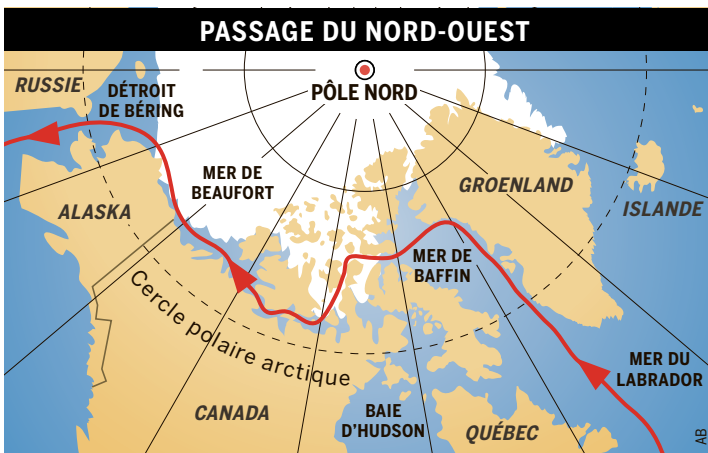 PASSAGE DU NORD-OUEST
RUSSIE
DÉTROIT
DE BÉRING
PÔLE NORD
MER DE
BEAUFORT
GROENLAND
ALASKA
ISLANDE
MER DE
BAFFIN
Cercle polaire arctique
MER DU
LABRADOR
CANADA
BAIE
D'HUDSON
QUÉBEC
AB